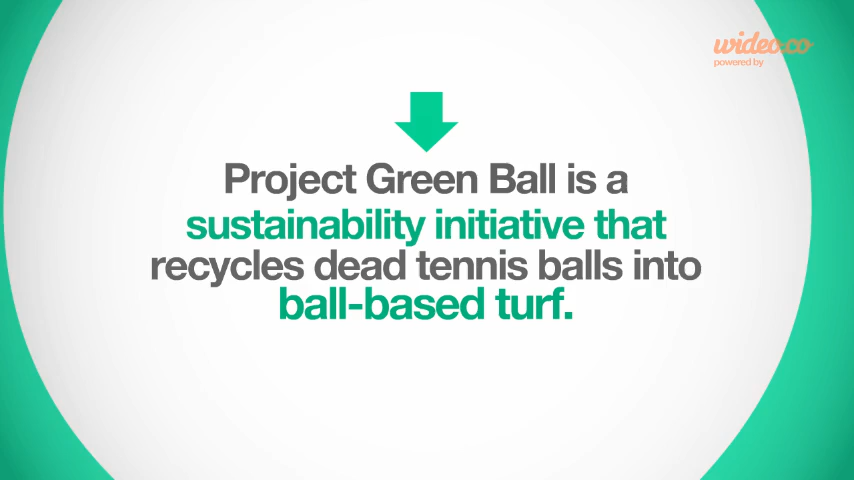 wideo.co
powered by
Project Green Ball is a
sustainability initiative that
recycles dead tennis balls into
ball-based turf.